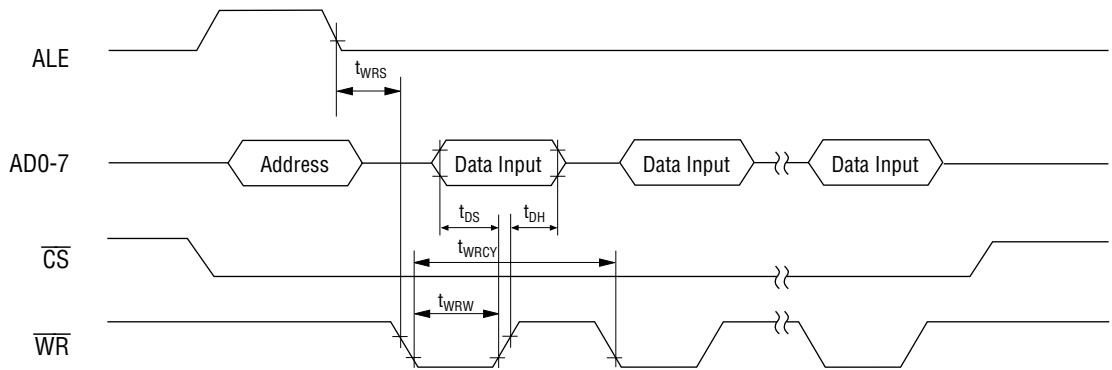 ALE
tWRS
AD0-7
Address
Data Input
Data Input
Data Input
tDS
tDH
CS
tWRCY
tWRW
WR